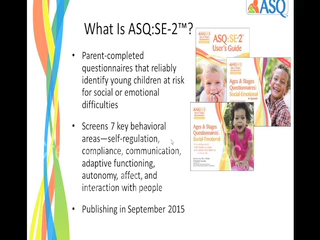 ASQ
What Is ASQ:SE-2™?
• Parent-completed
questionnaires that reliably
identify young children at risk
for social or emotional
difficulties
• Screens 7 key behavioral
areas—self-regulation,
compliance, communication,
adaptive functioning,
autonomy, affect, and
interaction with people
• Publishing in September 2015
ASQ:SE-2
User's Guide
Ages & Stages
Questionnaires
Social-Emotional
Ages & Stages
Questionnaires
Social-Emotional